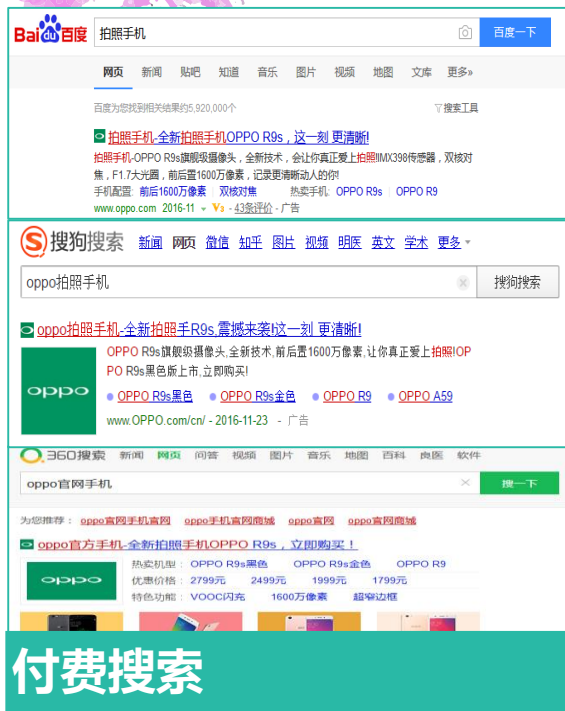 Bai百度 拍照手机 百度一下
网页 新闻 贴吧 知道 音乐 图片 视频 地图 文库 更多»
百度为您找到相关结果约5,920,000个 搜索工具
拍照手机-全新拍照手机OPPO R9s，这一刻 更清晰!
拍照手机-OPPO R9s旗舰级摄像头，全新技术，会让你真正爱上拍照!IMX398传感器，双核对
焦，F1.7大光圈，前后置1600万像素，记录更清晰动人的你!
手机配置: 前后1600万像素 | 双核对焦 热卖手机: OPPO R9s | OPPO R9
www.oppo.com 2016-11 V3 - 43条评价 - 广告
S 搜狗搜索 新闻 网页 微信 知乎 图片 视频 明医 英文 学术 更多
oppo拍照手机 搜狗搜索
oppo拍照手机-全新拍照手R9s,震撼来袭!这一刻 更清晰!
OPPO R9s旗舰级摄像头,全新技术,前后置1600万像素,让你真正爱上拍照!OP
PO R9s黑色版上市,立即购买!
oppo
OPPO R9s黑色 OPPO R9s金色 OPPO R9 OPPO A59
www.OPPO.com/cn/ - 2016-11-23 - 广告
360搜索 新闻 网页 问答 视频 图片 音乐 地图 百科 良医 软件
oppo官网手机 搜一下
为您推荐： oppo官网手机官网 oppo手机官网商城 oppo官网 oppo官网商城
oppo官方手机-全新拍照手机OPPO R9s，立即购买！
热卖机型： OPPO R9s黑色 OPPO R9s金色 OPPO R9
oppo 优惠价格： 2799元 2499元 1999元 1799元
特色功能： VOOC闪充 1600万像素 超窄边框
付费搜索